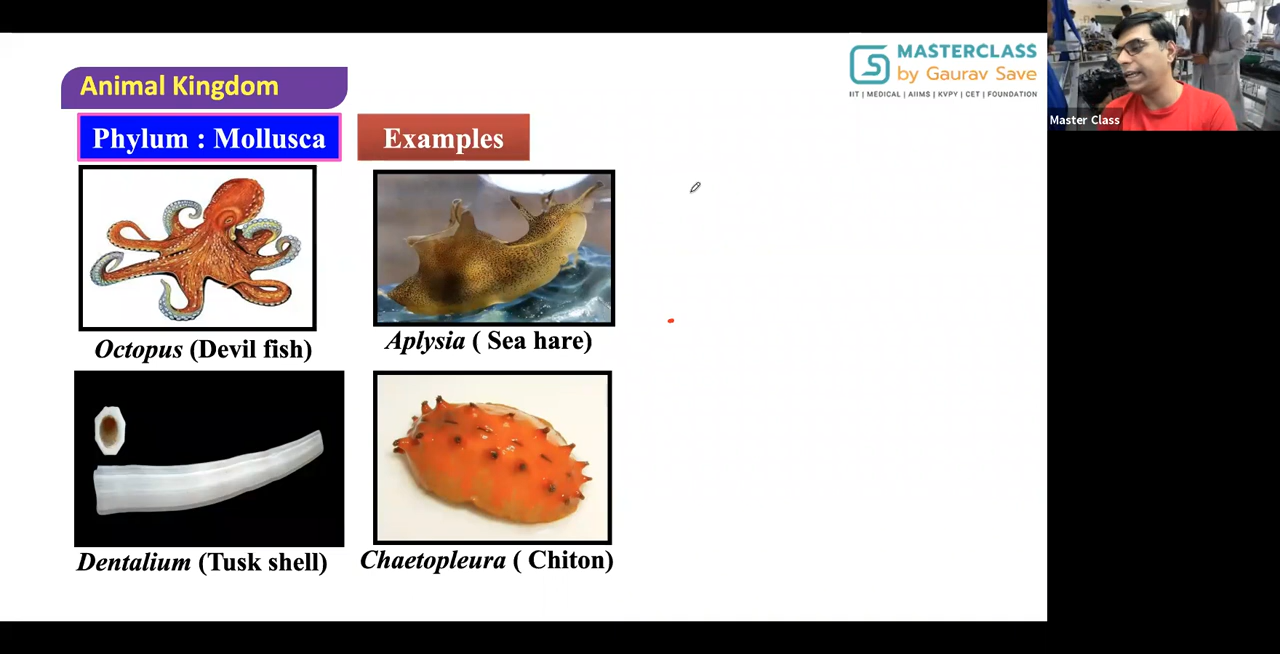 Animal Kingdom
MASTERCLASS
by Gaurav Save
IIT | MEDICAL | AIIMS | KVPY | CET | FOUNDATION
Master Class
Phylum : Mollusca
Examples
Octopus (Devil fish)
Aplysia ( Sea hare)
Dentalium (Tusk shell)
Chaetopleura ( Chiton)